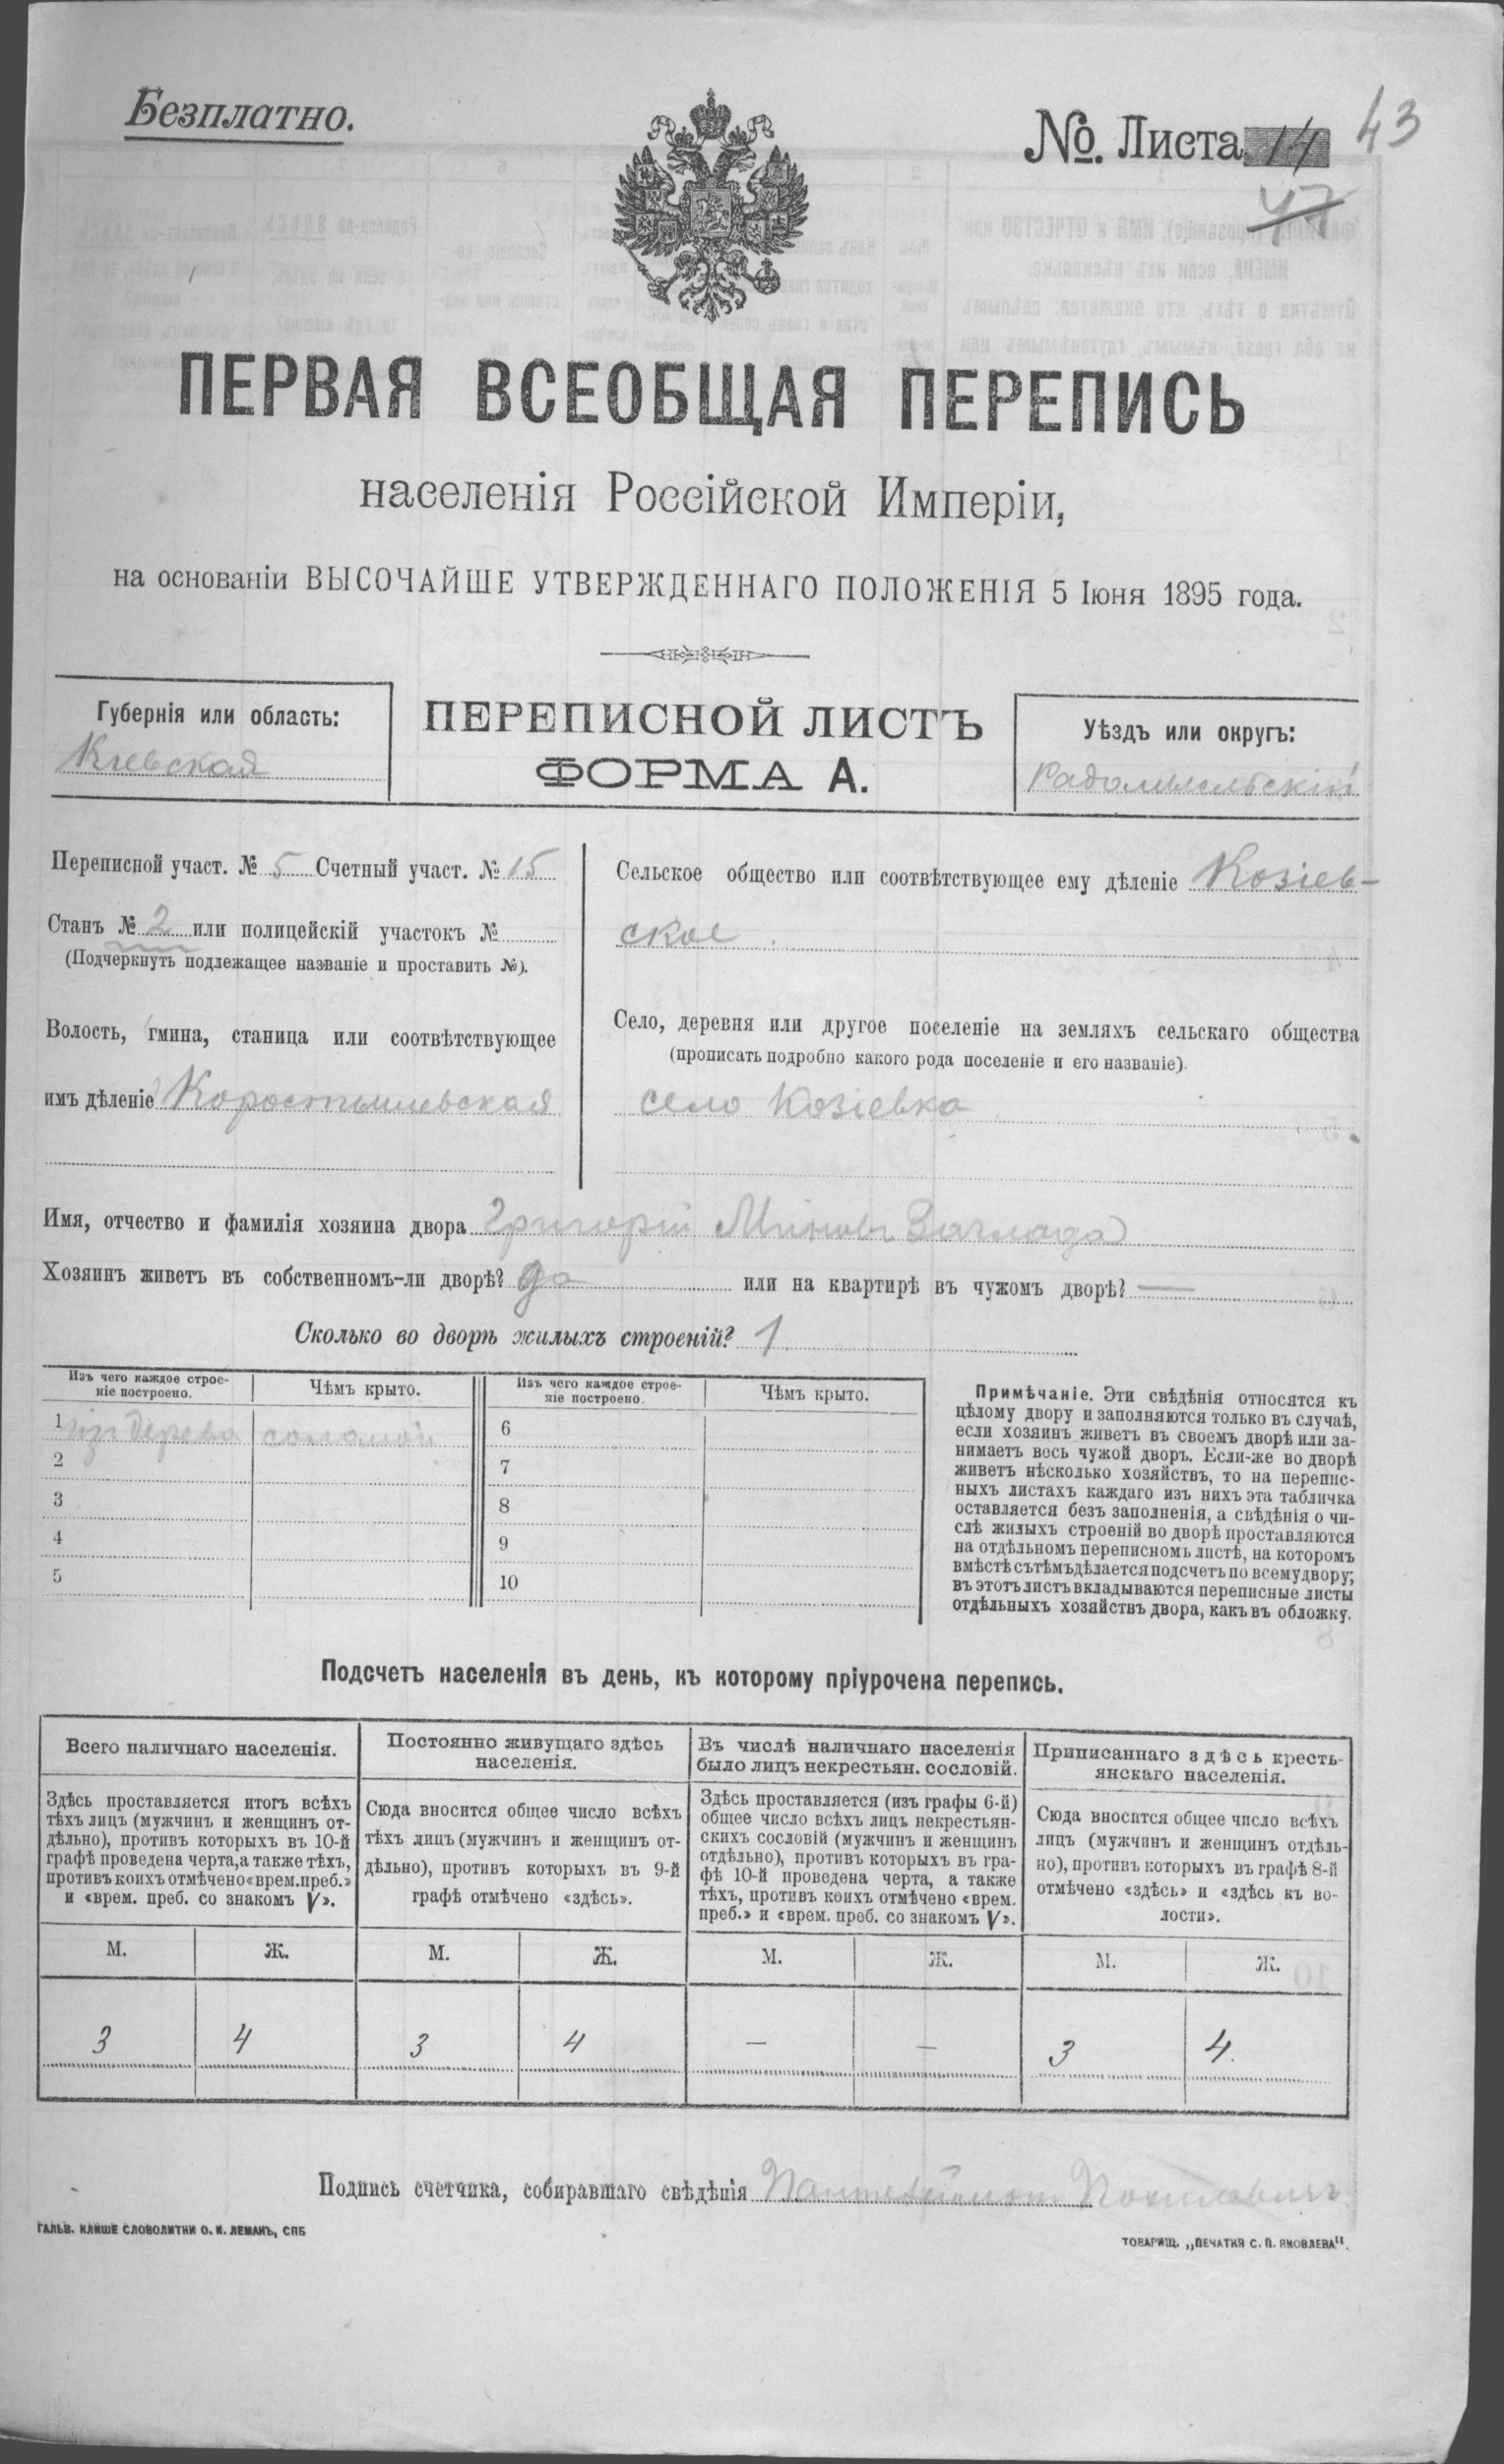 Безплатно.
№. Листа 14 43
47
ПЕРВАЯ ВСЕОБЩАЯ ПЕРЕПИСЬ
населенія Россійской Имперіи,
на основаніи ВЫСОЧАЙШЕ УТВЕРЖДЕННАГО ПОЛОЖЕНІЯ 5 Іюня 1895 года.
Губернія или область:
Кіевская
ПЕРЕПИСНОЙ ЛИСТЪ
ФОРМА А.
Уѣздъ или округъ:
Радомысльскій
Переписной участ. № 5 Счетный участ. № 15
Станъ № 2 или полицейскій участокъ №
(Подчеркнуть подлежащее названіе и проставить №).
Волость, гмина, станица или соотвѣтствующее
имъ дѣленіе Коростышевская
Сельское общество или соотвѣтствующее ему дѣленіе Козіев-
ское
Село, деревня или другое поселеніе на земляхъ сельскаго общества
(прописать подробно какого рода поселеніе и его названіе).
село Козіевка
Имя, отчество и фамилія хозяина двора Григорій Миновъ Заглада
Хозяинъ живетъ въ собственномъ-ли дворѣ? да или на квартирѣ въ чужомъ дворѣ? —
Сколько во дворѣ жилыхъ строеній? 1
Изъ чего каждое строе-
ніе построено.
Чѣмъ крыто.
Изъ чего каждое строе-
ніе построено.
Чѣмъ крыто.
1 изъ дерева соломой 6
2 7
3 8
4 9
5 10
Примѣчаніе. Эти свѣдѣнія относятся къ
цѣлому двору и заполняются только въ случаѣ,
если хозяинъ живетъ въ своемъ дворѣ или за-
нимаетъ весь чужой дворъ. Если-же во дворѣ
живетъ нѣсколько хозяйствъ, то на перепис-
ныхъ листахъ каждаго изъ нихъ эта табличка
оставляется безъ заполненія, а свѣдѣнія о чи-
слѣ жилыхъ строеній во дворѣ проставляются
на отдѣльномъ переписномъ листѣ, на которомъ
вмѣстѣ съ тѣмъ дѣлается подсчетъ по всему двору;
въ этотъ листъ вкладываются переписные листы
отдѣльныхъ хозяйствъ двора, какъ въ обложку.
Подсчетъ населенія въ день, къ которому пріурочена перепись.
Всего наличнаго населенія.
Постоянно живущаго здѣсь
населенія.
Въ числѣ наличнаго населенія
было лицъ некрестьян. сословій.
Приписаннаго здѣсь кресть-
янскаго населенія.
Здѣсь проставляется итогъ всѣхъ
тѣхъ лицъ (мужчинъ и женщинъ от-
дѣльно), противъ которыхъ въ 10-й
графѣ проведена черта, а также тѣхъ,
противъ коихъ отмѣчено «врем. преб.»
и «врем. преб. со знакомъ V».
Сюда вносится общее число всѣхъ
тѣхъ лицъ (мужчинъ и женщинъ от-
дѣльно), противъ которыхъ въ 9-й
графѣ отмѣчено «здѣсь».
Здѣсь проставляется (изъ графы 6-й)
общее число всѣхъ лицъ некрестьян-
скихъ сословій (мужчинъ и женщинъ
отдѣльно), противъ которыхъ въ гра-
фѣ 10-й проведена черта, а также
тѣхъ, противъ коихъ отмѣчено «врем.
преб.» и «врем. преб. со знакомъ V».
Сюда вносится общее число всѣхъ
лицъ (мужчинъ и женщинъ отдѣль-
но), противъ которыхъ въ графѣ 8-й
отмѣчено «здѣсь» и «здѣсь къ во-
лости».
М. Ж. М. Ж. М. Ж. М. Ж.
3 4 3 4 — — 3 4.
Подпись счетчика, собиравшаго свѣдѣнія
ГАЛЬВ. КЛИШЕ СЛОВОЛИТНИ О. И. ЛЕМАНЪ, СПБ
ТОВАРИЩ. „ПЕЧАТНЯ С. П. ЯКОВЛЕВА".